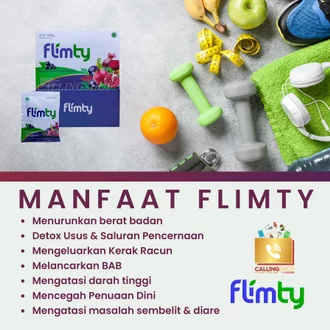 Flimty
Flimty
Flimty
MANFAAT FLIMTY
Menurunkan berat badan
Detox Usus & Saluran Pencernaan
Mengeluarkan Kerak Racun
Melancarkan BAB
Mengatasi darah tinggi
Mencegah Penuaan Dini
Mengatasi masalah sembelit & diare
Flimty